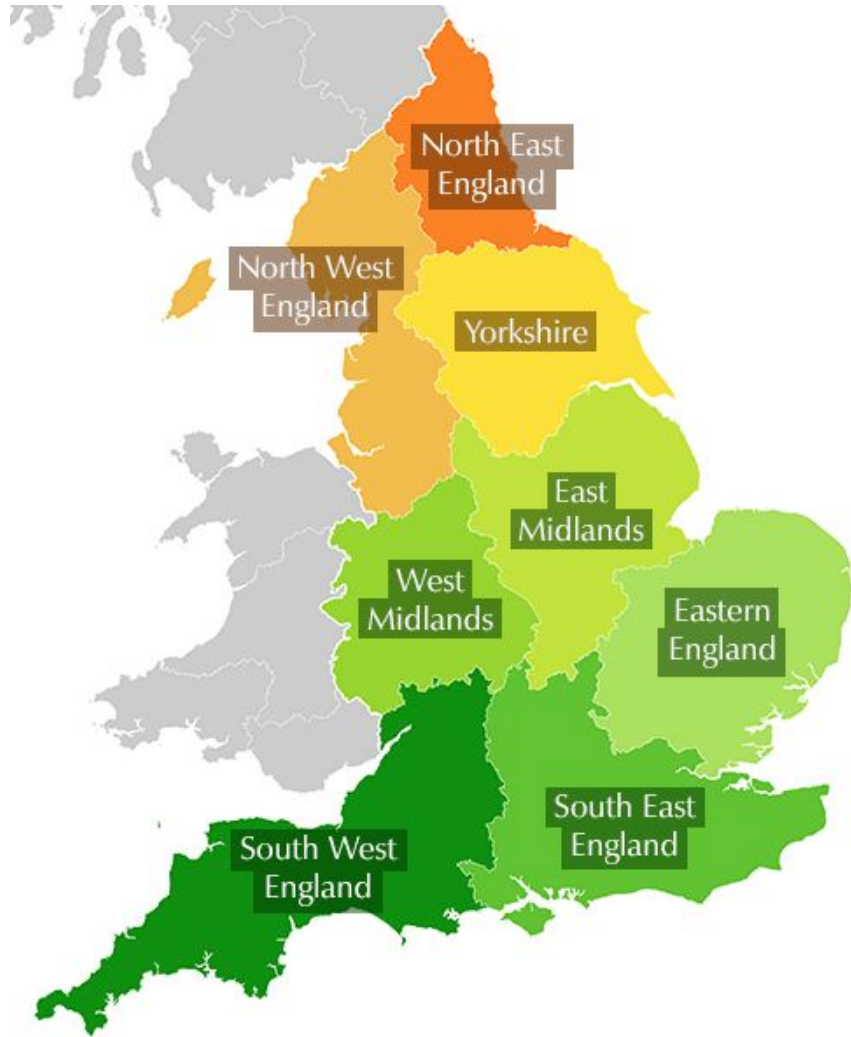 North East
England
North West
England
Yorkshire
East
Midlands
West
Midlands
Eastern
England
South East
England
South West
England